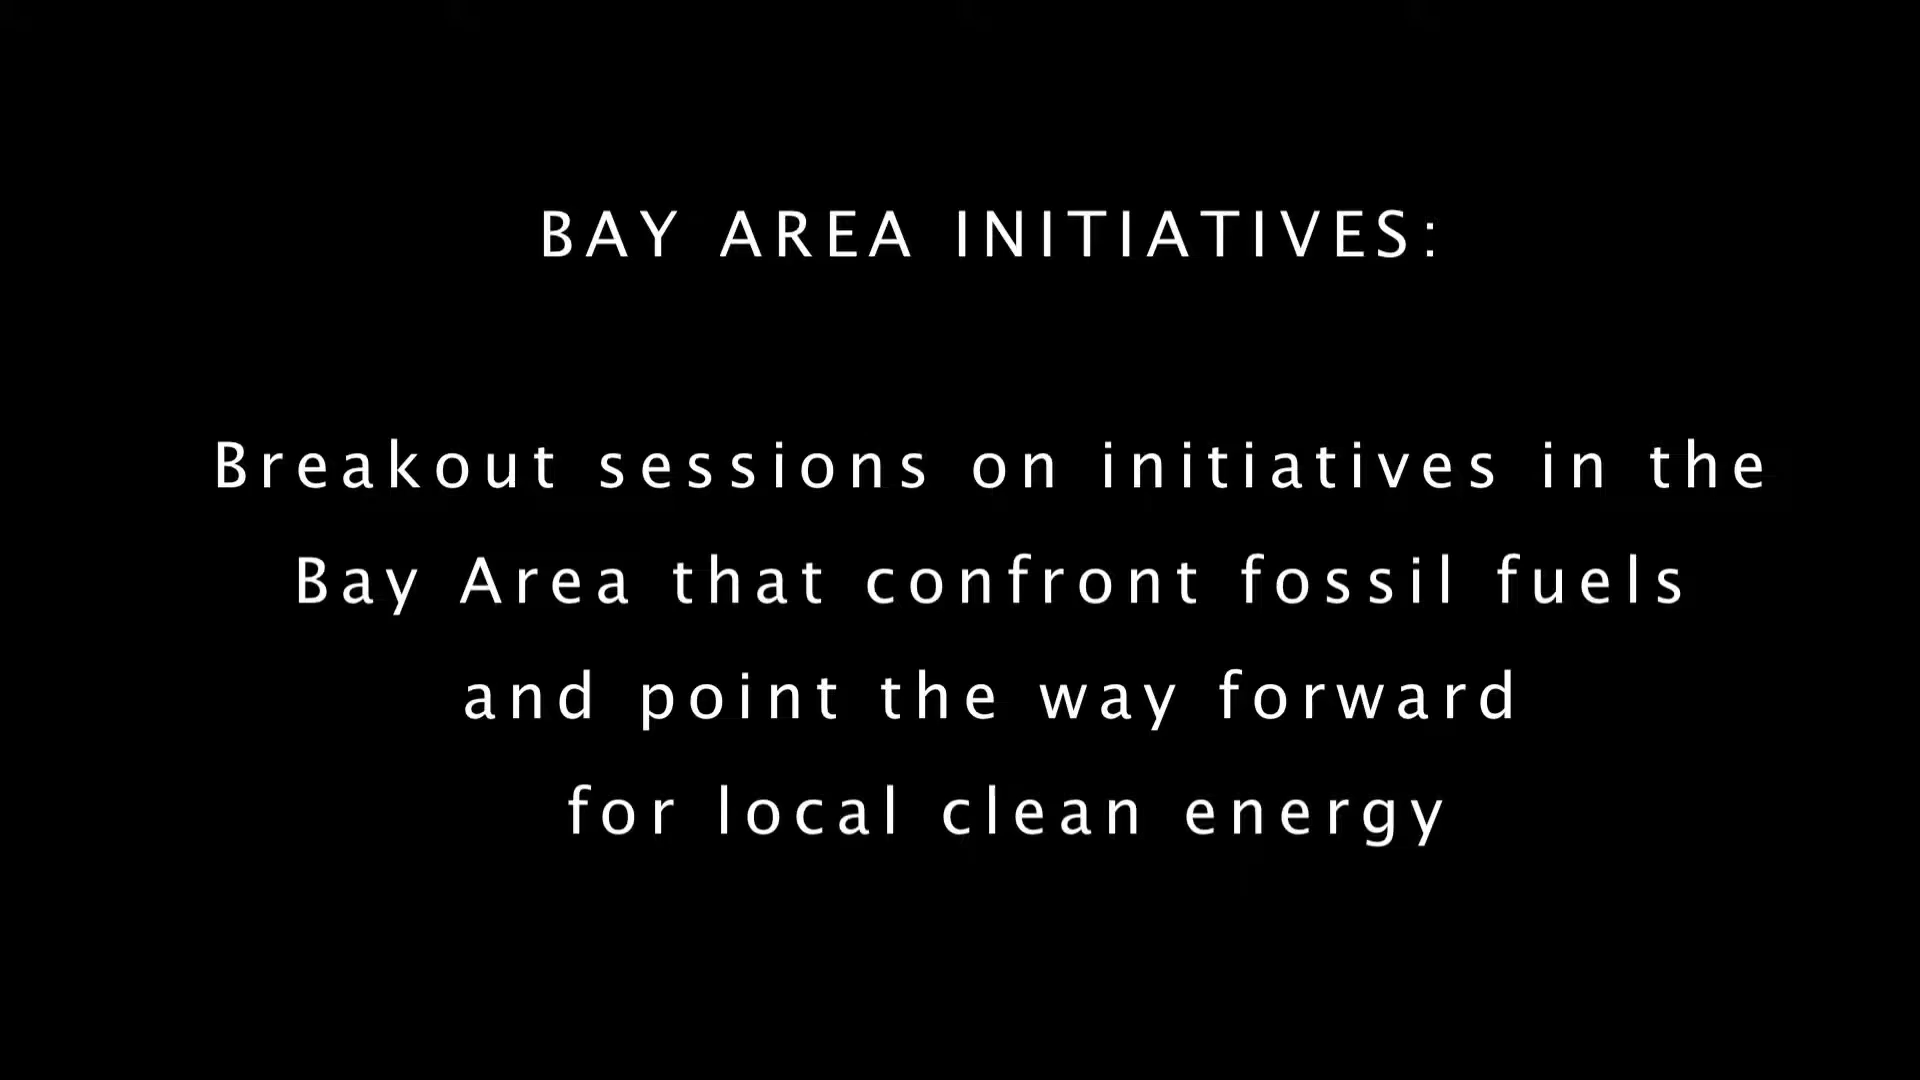 BAY AREA INITIATIVES:
Breakout sessions on initiatives in the
Bay Area that confront fossil fuels
and point the way forward
for local clean energy